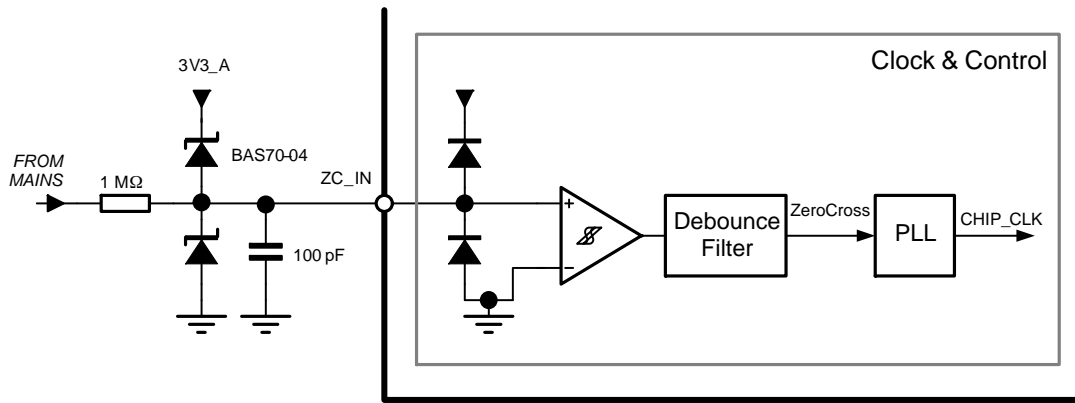 Clock & Control
3V3_A
BAS70-04
FROM
MAINS
1 MΩ
ZC_IN
100 pF
+
−
Debounce
Filter
ZeroCross
PLL
CHIP_CLK